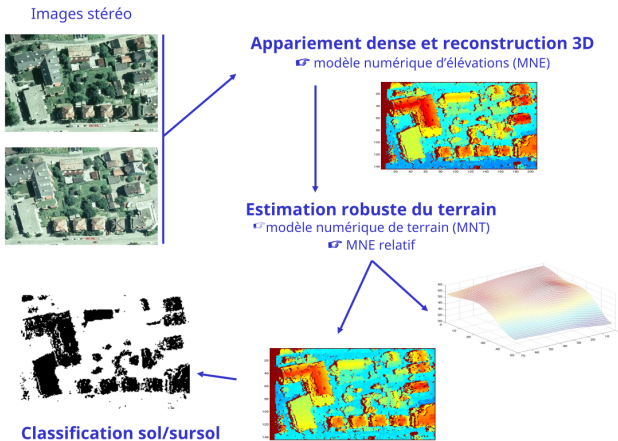 Images stéréo
Appariement dense et reconstruction 3D
☞ modèle numérique d'élévations (MNE)
Estimation robuste du terrain
☞modèle numérique de terrain (MNT)
☞ MNE relatif
Classification sol/sursol